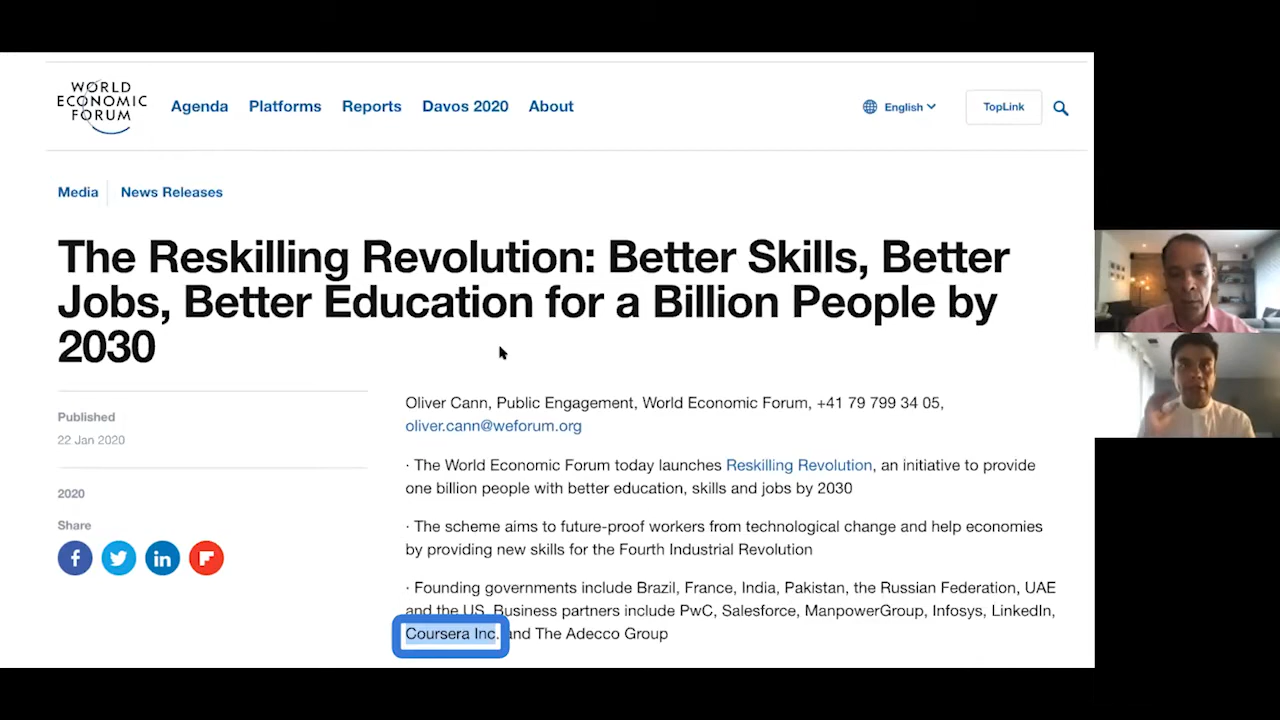 WORLD
ECONOMIC
FORUM
Agenda Platforms Reports Davos 2020 About
English
TopLink
Media News Releases
The Reskilling Revolution: Better Skills, Better
Jobs, Better Education for a Billion People by
2030
Published
22 Jan 2020
2020
Share
Oliver Cann, Public Engagement, World Economic Forum, +41 79 799 34 05,
oliver.cann@weforum.org
· The World Economic Forum today launches Reskilling Revolution, an initiative to provide
one billion people with better education, skills and jobs by 2030
· The scheme aims to future-proof workers from technological change and help economies
by providing new skills for the Fourth Industrial Revolution
· Founding governments include Brazil, France, India, Pakistan, the Russian Federation, UAE
and the US. Business partners include PwC, Salesforce, ManpowerGroup, Infosys, LinkedIn,
Coursera Inc. and The Adecco Group